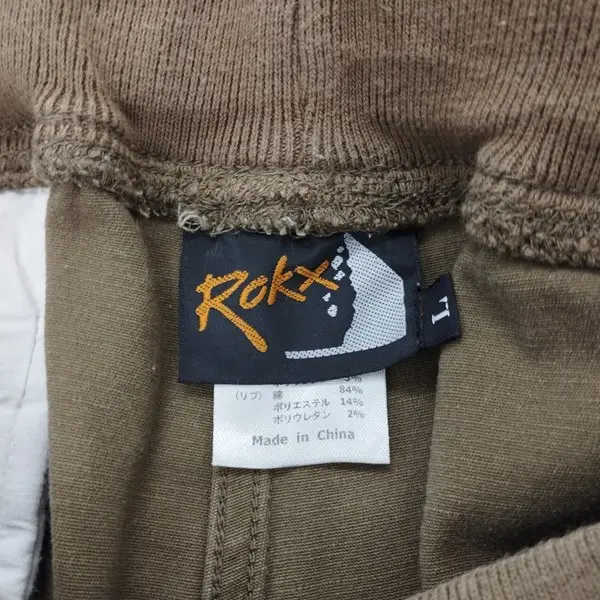 ROKX
L
3%
(リブ) 綿 84%
ポリエステル 14%
ポリウレタン 2%
Made in China